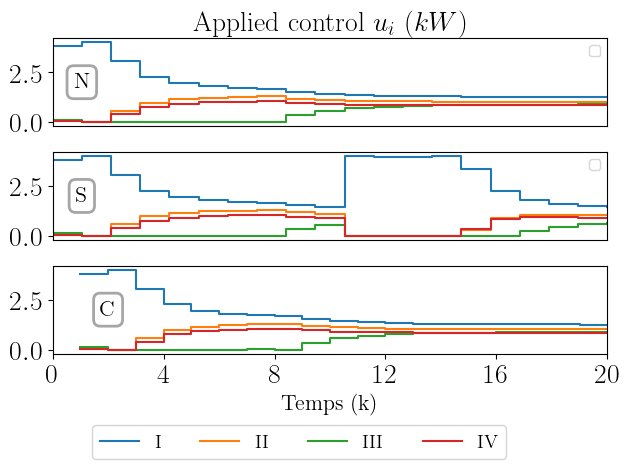 Applied control $u_i$ $(kW)$
2.5
N
0.0
2.5
S
0.0
2.5
C
0.0
0 4 8 12 16 20
Temps (k)
I II III IV